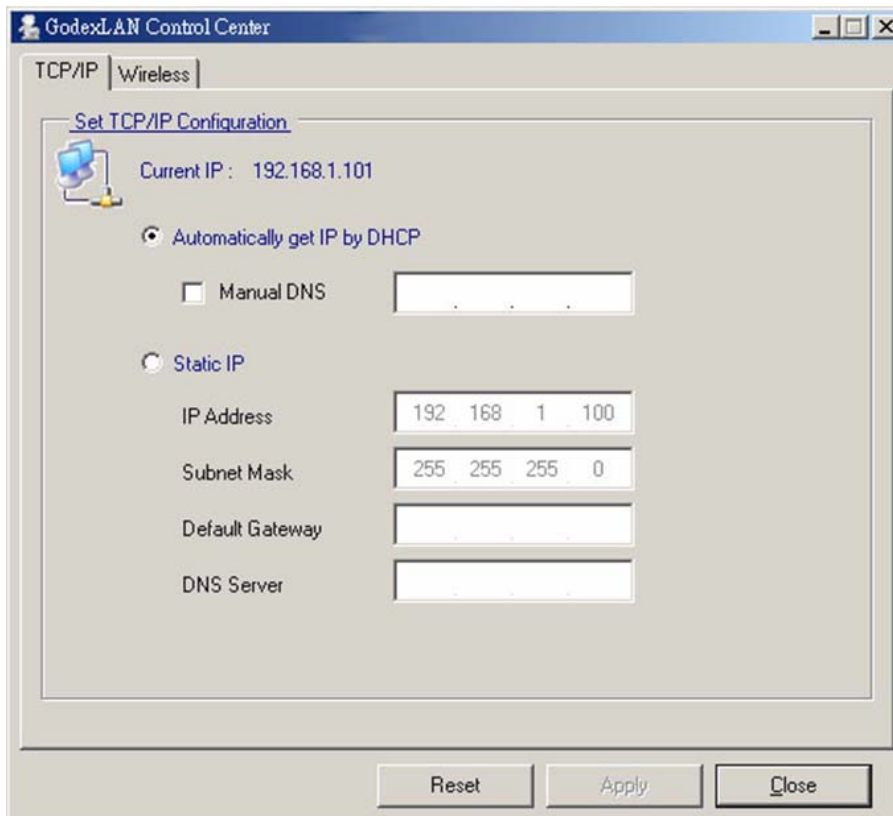 GodexLAN Control Center
TCP/IP Wireless
Set TCP/IP Configuration
Current IP : 192.168.1.101
Automatically get IP by DHCP
Manual DNS . . .
Static IP
IP Address 192 . 168 . 1 . 100
Subnet Mask 255 . 255 . 255 . 0
Default Gateway . . .
DNS Server . . .
Reset Apply Close